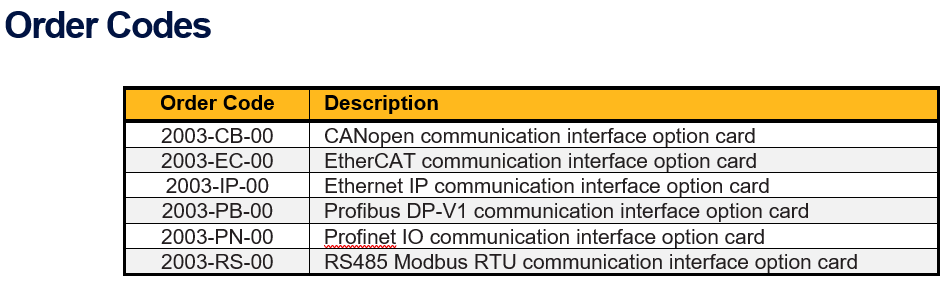 Order Codes
Order Code Description
2003-CB-00 CANopen communication interface option card
2003-EC-00 EtherCAT communication interface option card
2003-IP-00 Ethernet IP communication interface option card
2003-PB-00 Profibus DP-V1 communication interface option card
2003-PN-00 Profinet IO communication interface option card
2003-RS-00 RS485 Modbus RTU communication interface option card